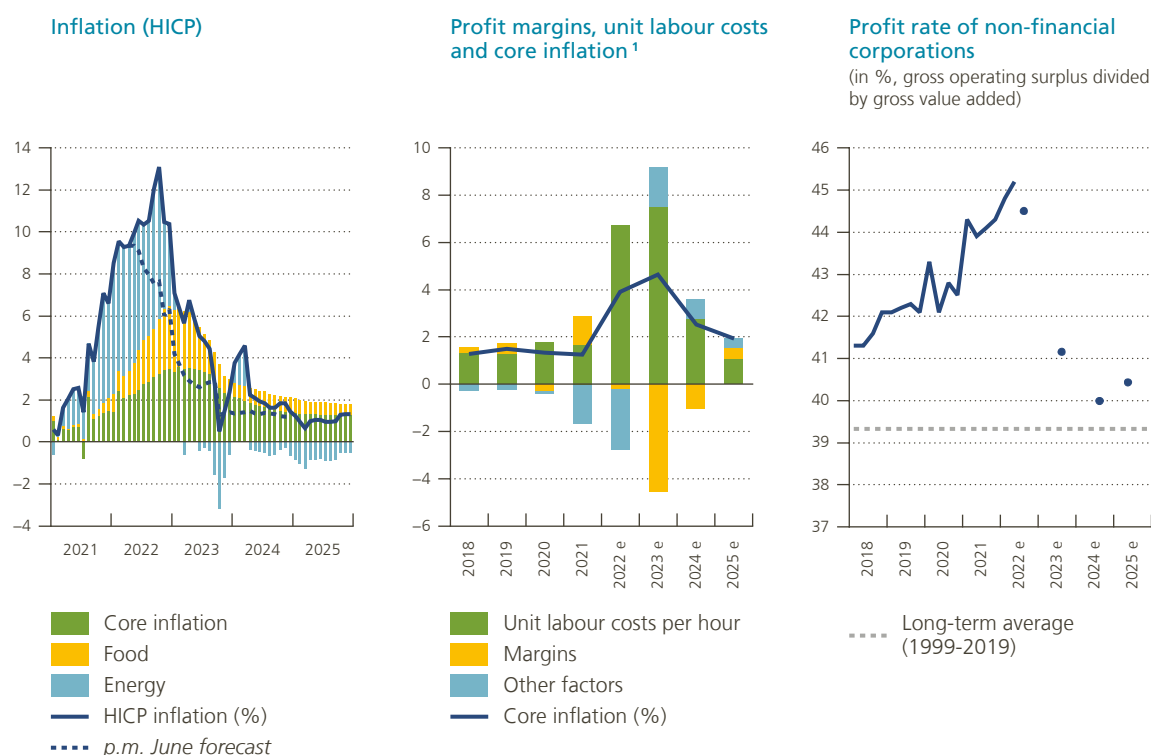 Inflation (HICP)
14
12
10
8
6
4
2
0
–2
–4
2021 2022 2023 2024 2025
Core inflation
Food
Energy
HICP inflation (%)
p.m. June forecast
Profit margins, unit labour costs
and core inflation ¹
10
8
6
4
2
0
–2
–4
–6
2018
2019
2020
2021
2022 e
2023 e
2024 e
2025 e
Unit labour costs per hour
Margins
Other factors
Core inflation (%)
Profit rate of non-financial
corporations
(in %, gross operating surplus divided
by gross value added)
46
45
44
43
42
41
40
39
38
37
2018
2019
2020
2021
2022 e
2023 e
2024 e
2025 e
Long-term average
(1999-2019)